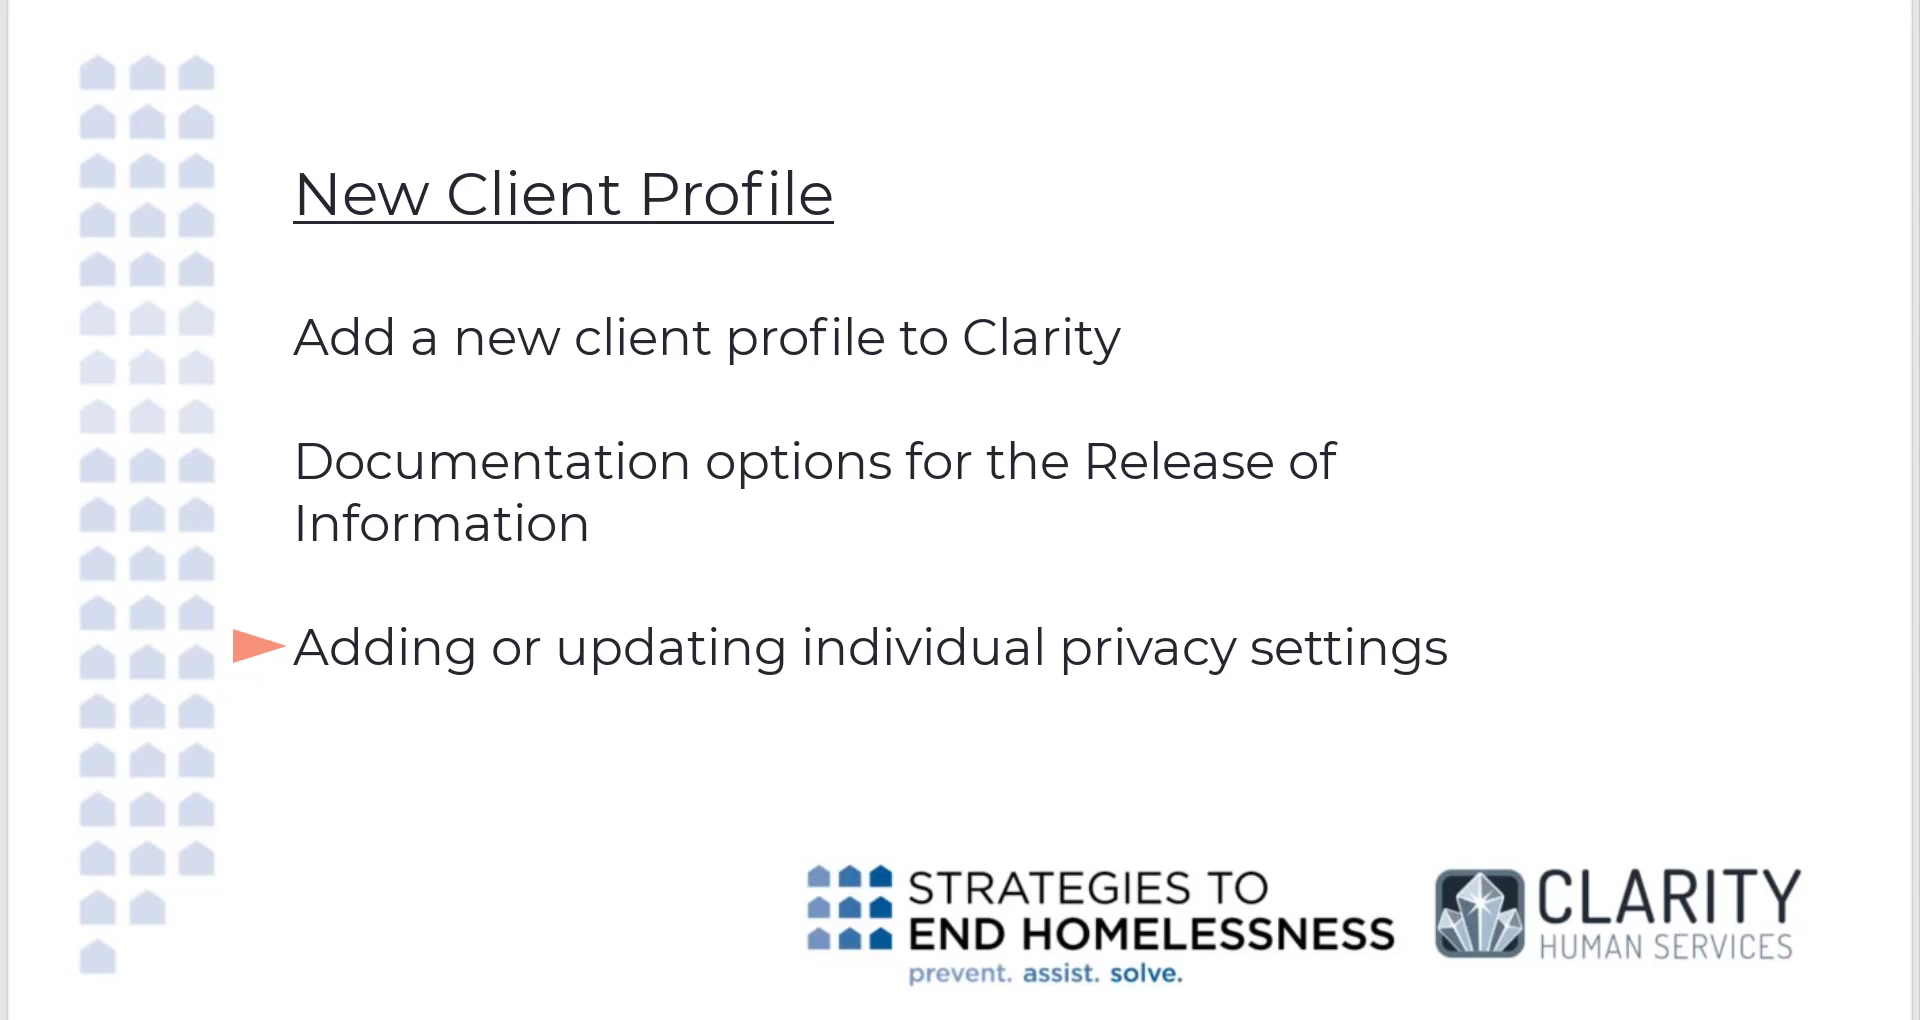 New Client Profile
Add a new client profile to Clarity
Documentation options for the Release of
Information
Adding or updating individual privacy settings
STRATEGIES TO
END HOMELESSNESS
prevent. assist. solve.
CLARITY
HUMAN SERVICES